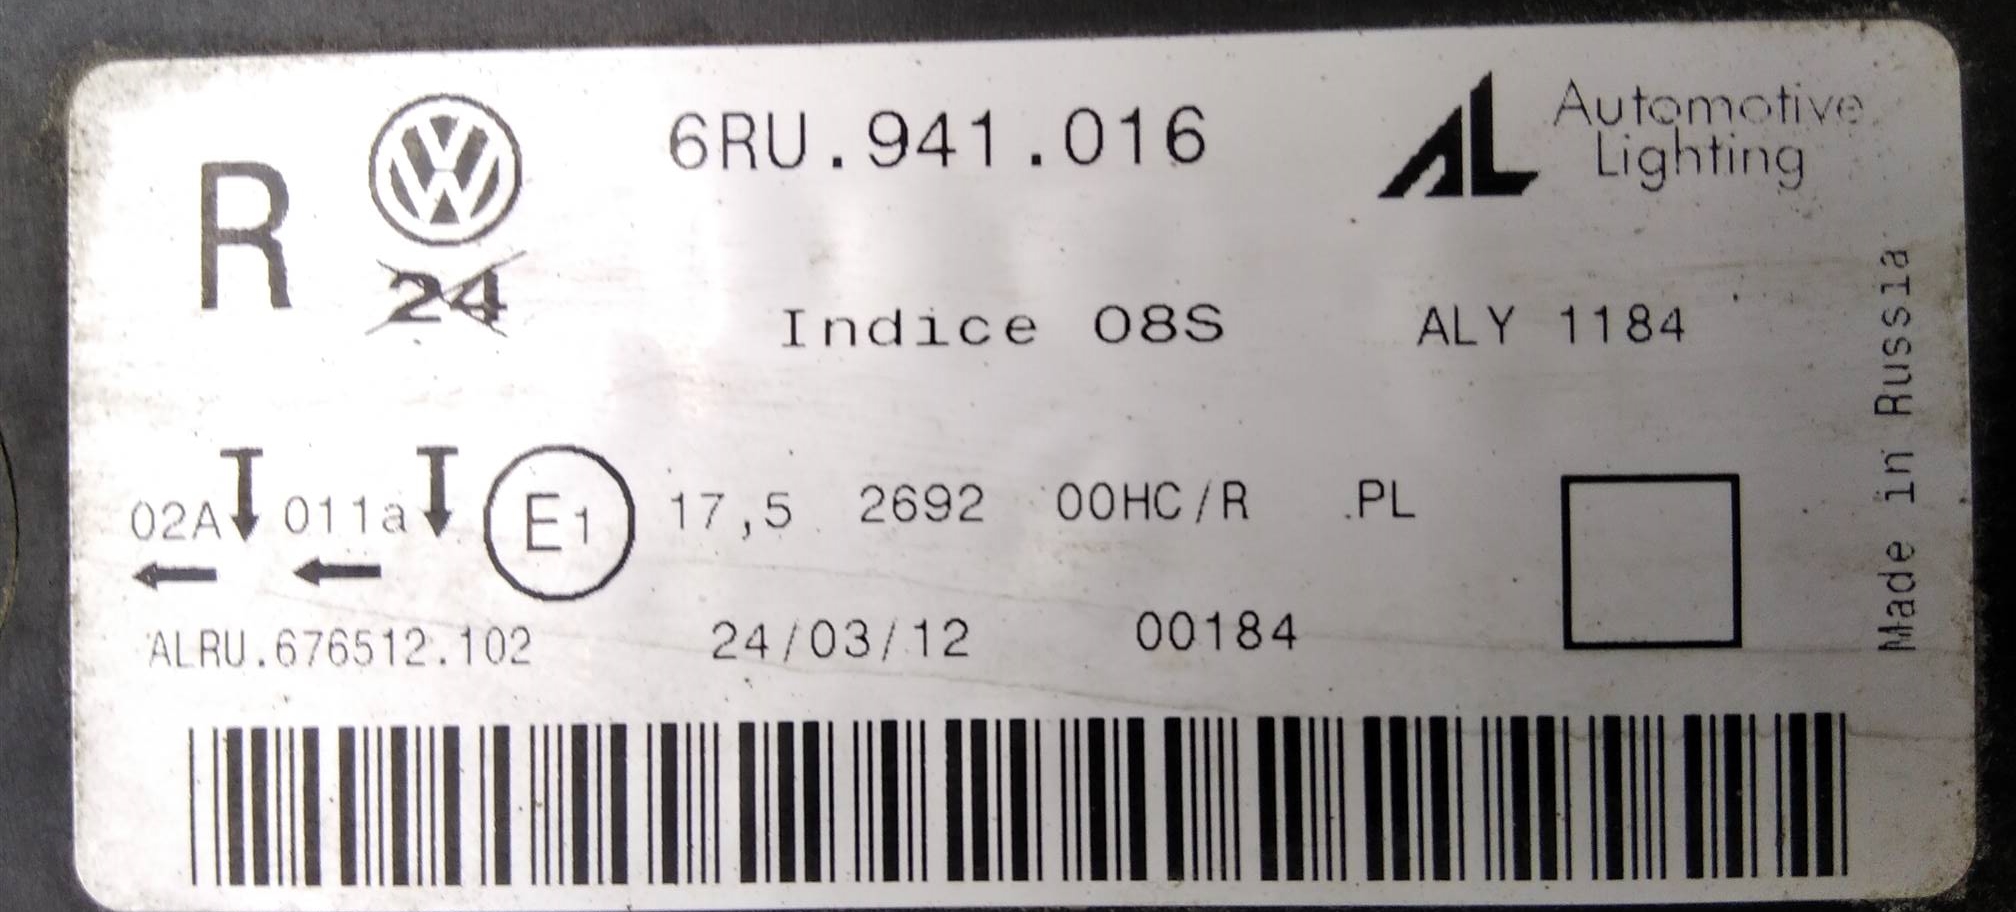 R 6RU.941.016 Automotive
Lighting
24
Indice 08S ALY 1184
02A 011a E1 17,5 2692 00HC/R .PL
ALRU.676512.102 24/03/12 00184
Made in Russia